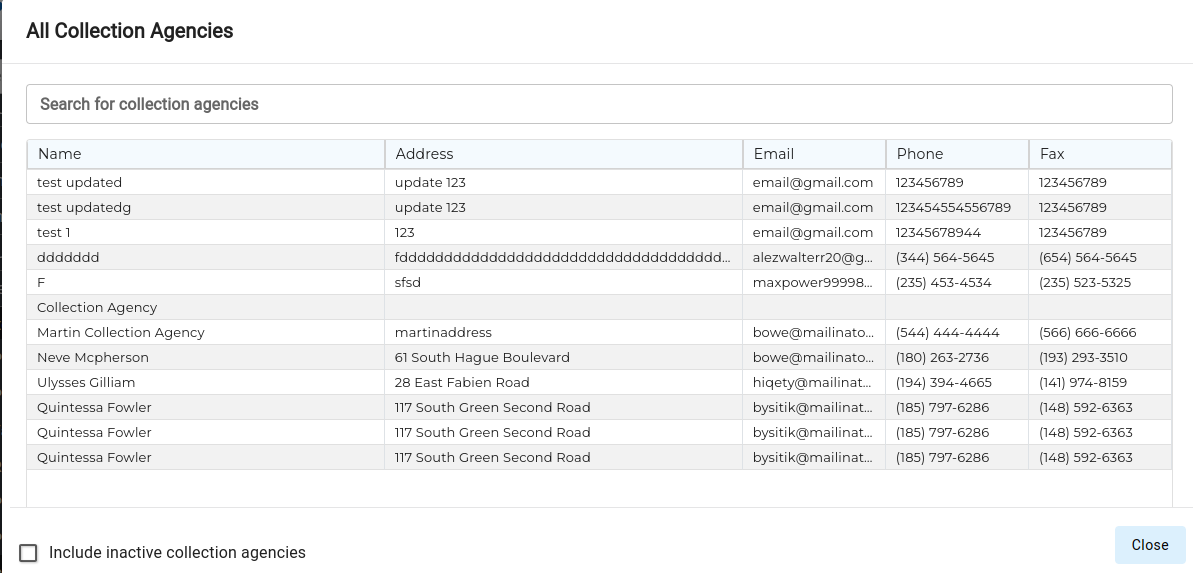 All Collection Agencies
Search for collection agencies
Name Address Email Phone Fax
test updated update 123 email@gmail.com 123456789 123456789
test updatedg update 123 email@gmail.com 123454554556789 123456789
test 1 123 email@gmail.com 12345678944 123456789
ddddddd fdddddddddddddddddddddddddddddddddddddd... alezwalterr20@g... (344) 564-5645 (654) 564-5645
F sfsd maxpower99998... (235) 453-4534 (235) 523-5325
Collection Agency
Martin Collection Agency martinaddress bowe@mailinato... (544) 444-4444 (566) 666-6666
Neve Mcpherson 61 South Hague Boulevard bowe@mailinato... (180) 263-2736 (193) 293-3510
Ulysses Gilliam 28 East Fabien Road hiqety@mailinat... (194) 394-4665 (141) 974-8159
Quintessa Fowler 117 South Green Second Road bysitik@mailinat... (185) 797-6286 (148) 592-6363
Quintessa Fowler 117 South Green Second Road bysitik@mailinat... (185) 797-6286 (148) 592-6363
Quintessa Fowler 117 South Green Second Road bysitik@mailinat... (185) 797-6286 (148) 592-6363
Include inactive collection agencies
Close